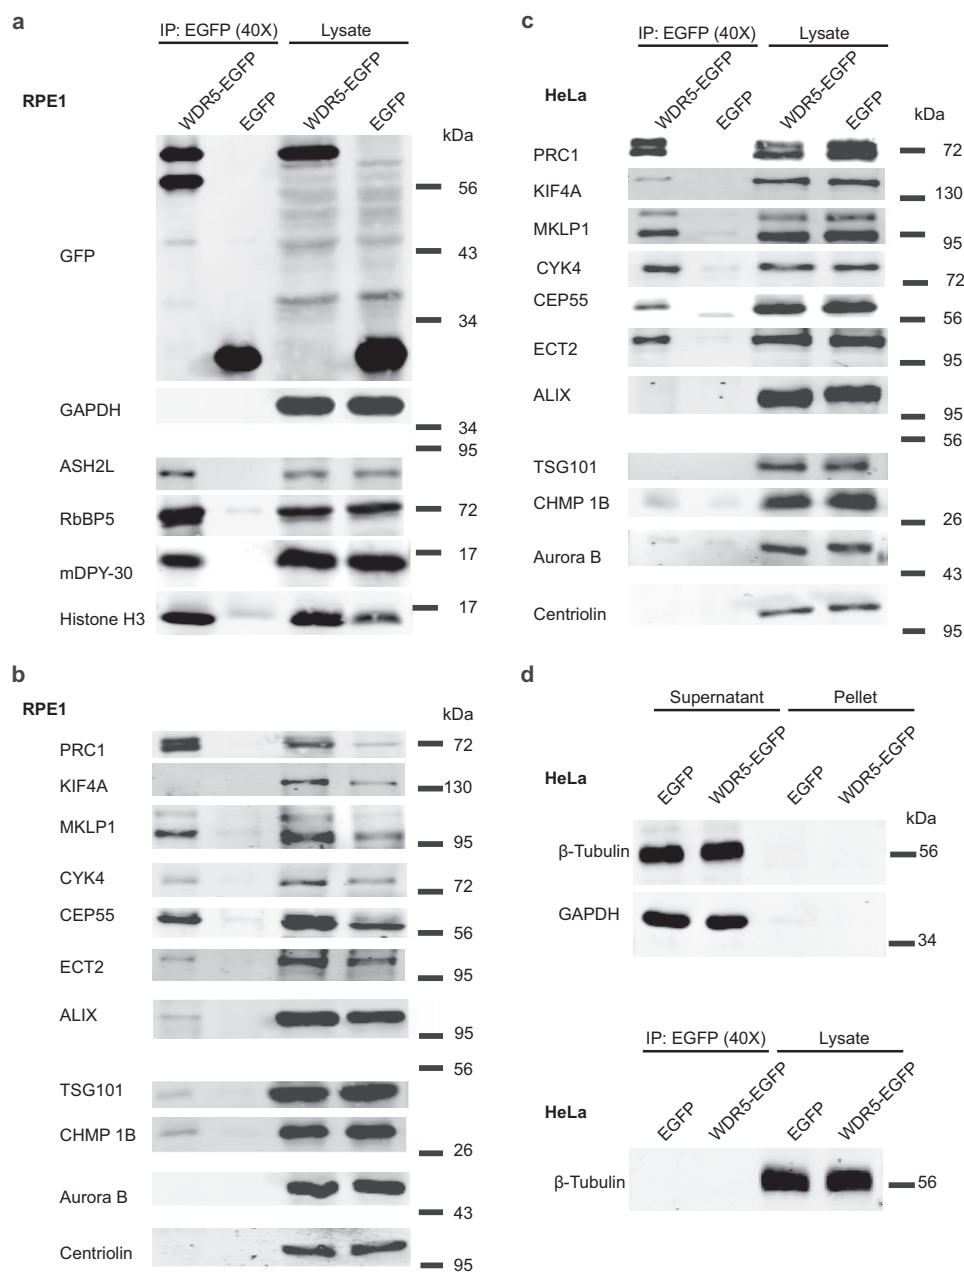 a
IP: EGFP (40X) Lysate
RPE1
WDR5-EGFP EGFP WDR5-EGFP EGFP
kDa
56
GFP
43
34
GAPDH
34
95
ASH2L
RbBP5
72
mDPY-30
17
Histone H3
17
b
RPE1
kDa
PRC1
72
KIF4A
130
MKLP1
95
CYK4
72
CEP55
56
ECT2
95
ALIX
95
56
TSG101
CHMP 1B
26
Aurora B
43
Centriolin
95
c
IP: EGFP (40X) Lysate
HeLa
WDR5-EGFP EGFP WDR5-EGFP EGFP
kDa
PRC1
72
KIF4A
130
MKLP1
95
CYK4
72
CEP55
56
ECT2
95
ALIX
95
56
TSG101
CHMP 1B
26
Aurora B
43
Centriolin
95
d
Supernatant Pellet
HeLa
EGFP WDR5-EGFP EGFP WDR5-EGFP
kDa
β-Tubulin
56
GAPDH
34
IP: EGFP (40X) Lysate
HeLa
EGFP WDR5-EGFP EGFP WDR5-EGFP
β-Tubulin
56